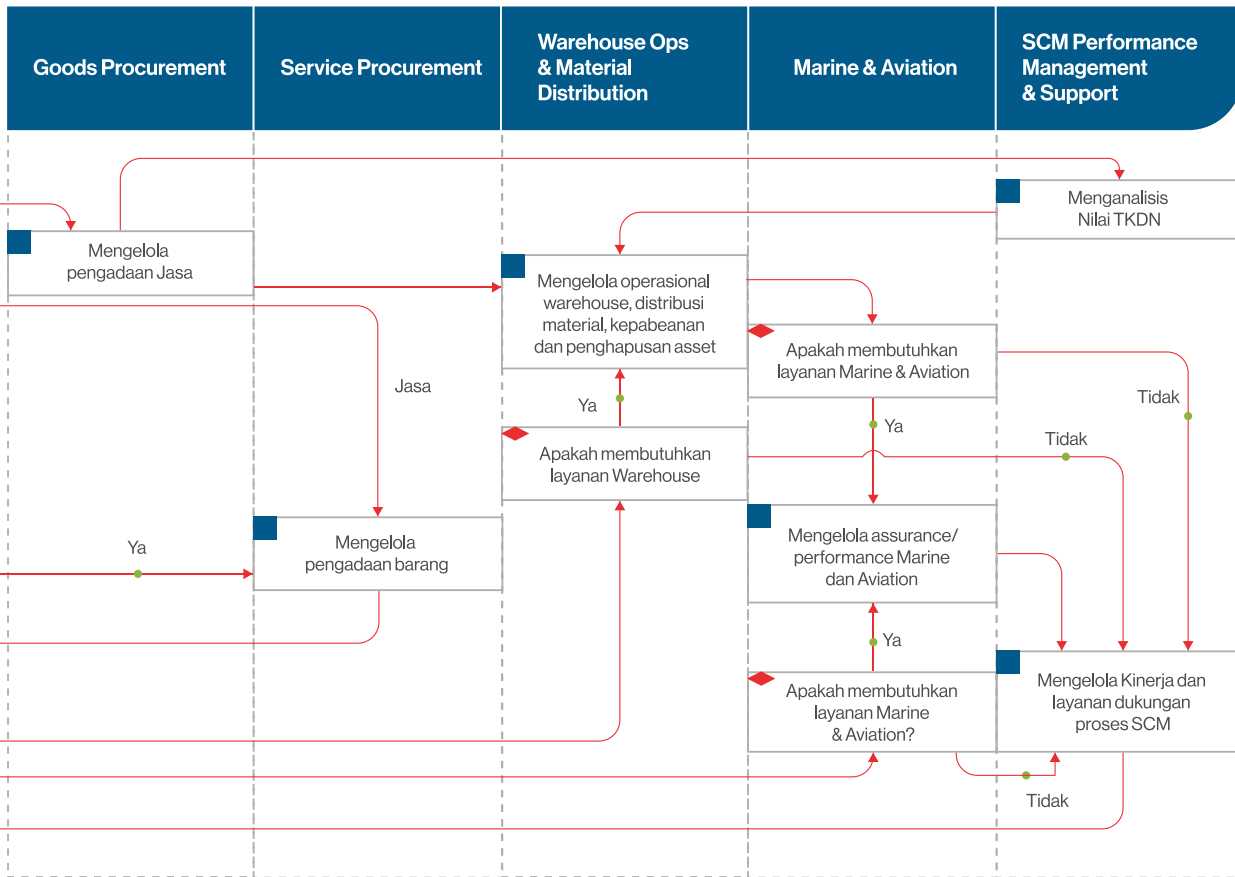 Goods Procurement
Service Procurement
Warehouse Ops
& Material
Distribution
Marine & Aviation
SCM Performance
Management
& Support
Menganalisis
Nilai TKDN
Mengelola
pengadaan Jasa
Mengelola operasional
warehouse, distribusi
material, kepabeanan
dan penghapusan asset
Apakah membutuhkan
layanan Marine & Aviation
Jasa
Ya
Tidak
Ya
Tidak
Apakah membutuhkan
layanan Warehouse
Ya
Mengelola
pengadaan barang
Mengelola assurance/
performance Marine
dan Aviation
Ya
Apakah membutuhkan
layanan Marine
& Aviation?
Mengelola Kinerja dan
layanan dukungan
proses SCM
Tidak